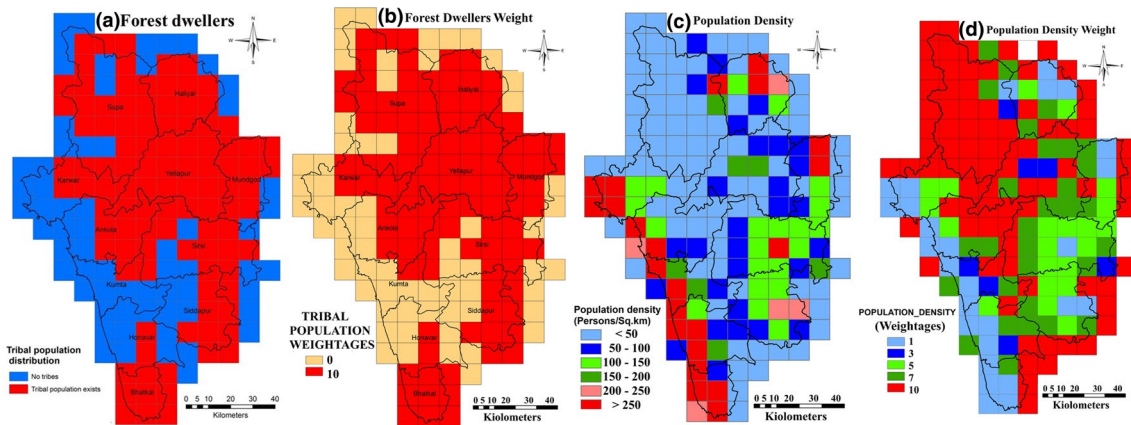 (a) Forest dwellers
N
W E
S
Haliyal
Supa
Karwar
Yellapur
Mundgod
Ankola
Sirsi
Kumta
Siddapur
Honavar
Bhatkal
Tribal population
distribution
No tribes
Tribal population exists
0 5 10 20 30 40
Kilometers
(b) Forest Dwellers Weight
N
W E
S
Haliyal
Supa
Karwar
Yellapur
Mundgod
Ankola
Sirsi
Kumta
Siddapur
Honavar
Bhatkal
TRIBAL
POPULATION
WEIGHTAGES
0
10
0 5 10 20 30 40
Kiolometers
(c) Population Density
N
W E
S
Population density
(Persons/Sq.km)
< 50
50 - 100
100 - 150
150 - 200
200 - 250
> 250
0 5 10 20 30 40
Kiolometers
(d) Population Density Weight
N
W E
S
POPULATION_DENSITY
(Weightages)
1
3
5
7
10
0 5 10 20 30 40
Kiolometers